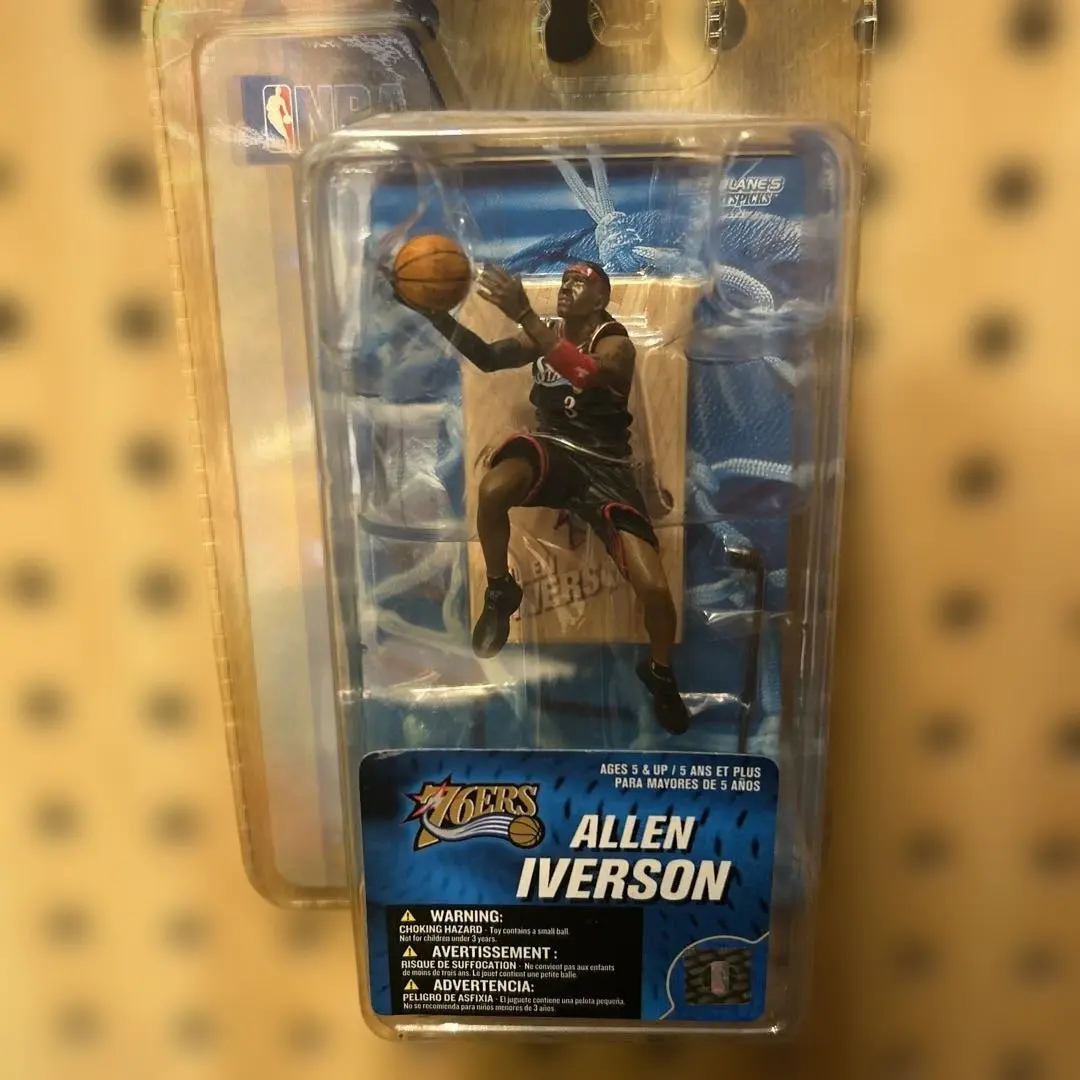 NBA
76ERS
AGES 5 & UP / 5 ANS ET PLUS
PARA MAYORES DE 5 AÑOS
ALLEN
IVERSON
WARNING:
CHOKING HAZARD - Toy contains a small ball.
Not for children under 3 years.
AVERTISSEMENT :
RISQUE DE SUFFOCATION - Ne convient pas aux enfants
de moins de trois ans. Le jouet contient une petite balle.
ADVERTENCIA:
PELIGRO DE ASFIXIA - El juguete contiene una pelota pequeña.
No se recomienda para niños menores de 3 años.
3